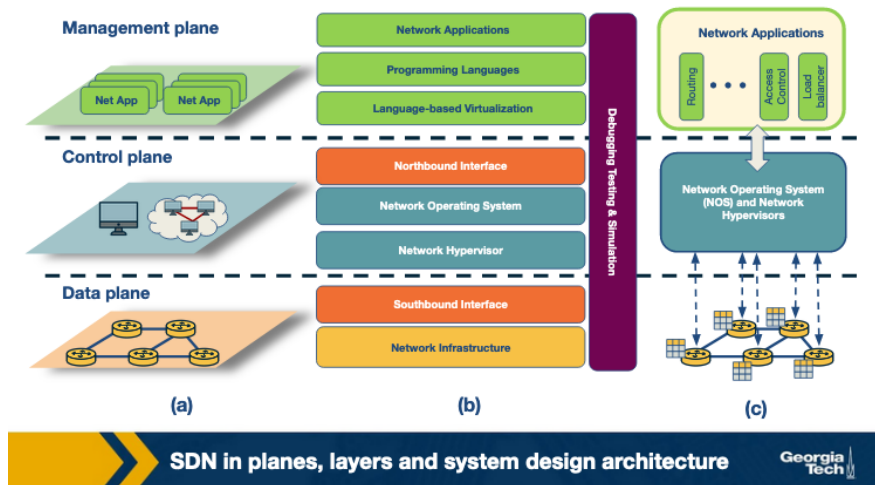 Management plane
Net App
Net App
Control plane
Data plane
(a)
Network Applications
Programming Languages
Language-based Virtualization
Northbound Interface
Network Operating System
Network Hypervisor
Southbound Interface
Network Infrastructure
Debugging Testing & Simulation
(b)
Network Applications
Routing
Access
Control
Load
balancer
Network Operating System
(NOS) and Network
Hypervisors
(c)
SDN in planes, layers and system design architecture
Georgia
Tech